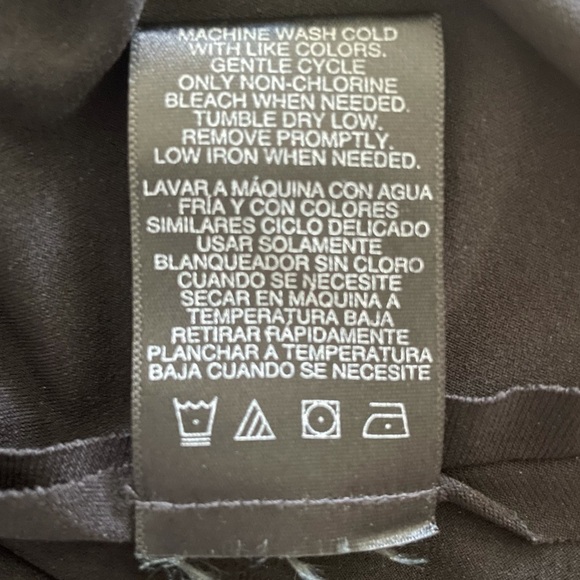 MACHINE WASH COLD
WITH LIKE COLORS.
GENTLE CYCLE
ONLY NON-CHLORINE
BLEACH WHEN NEEDED.
TUMBLE DRY LOW.
REMOVE PROMPTLY.
LOW IRON WHEN NEEDED.
LAVAR A MÁQUINA CON AGUA
FRÍA Y CON COLORES
SIMILARES CICLO DELICADO
USAR SOLAMENTE
BLANQUEADOR SIN CLORO
CUANDO SE NECESITE
SECAR EN MÁQUINA A
TEMPERATURA BAJA
RETIRAR RÁPIDAMENTE
PLANCHAR A TEMPERATURA
BAJA CUANDO SE NECESITE